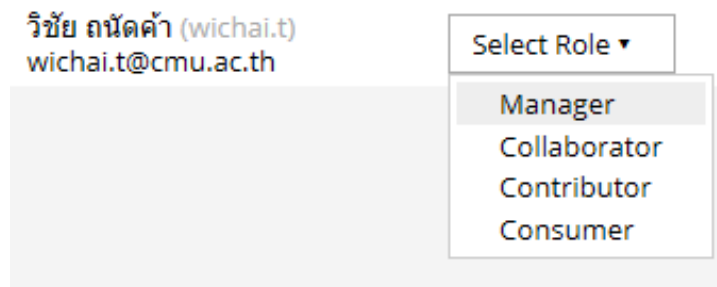 วิชัย ถนัดค้า (wichai.t)
wichai.t@cmu.ac.th
Select Role ▾
Manager
Collaborator
Contributor
Consumer